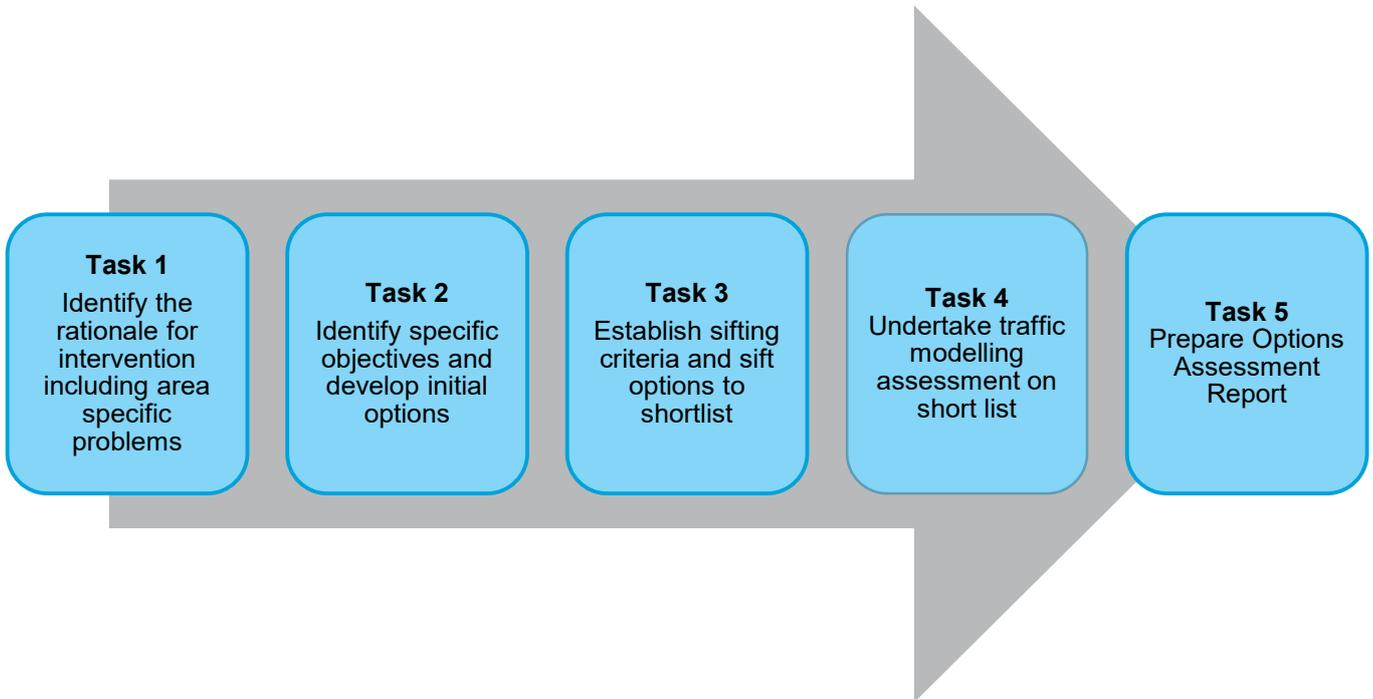 Task 1
Identify the
rationale for
intervention
including area
specific
problems
Task 2
Identify specific
objectives and
develop initial
options
Task 3
Establish sifting
criteria and sift
options to
shortlist
Task 4
Undertake traffic
modelling
assessment on
short list
Task 5
Prepare Options
Assessment
Report